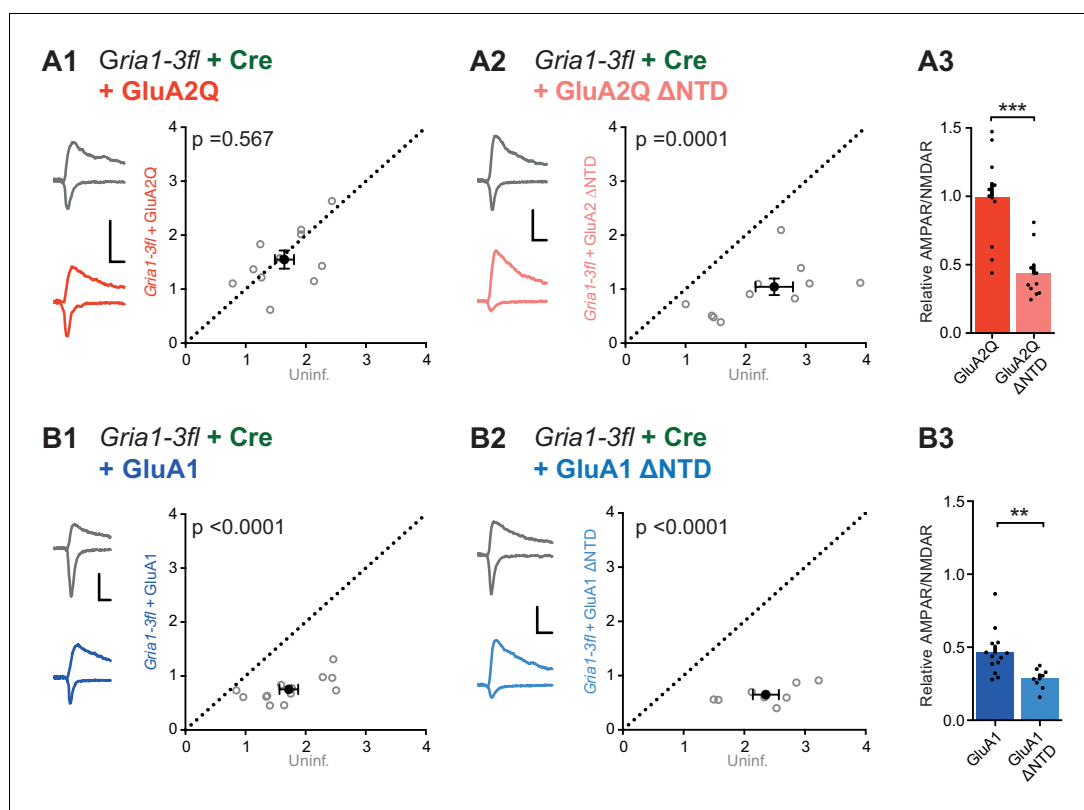 A1 Gria1-3fl + Cre
+ GluA2Q
p =0.567
Gria1-3fl + GluA2Q
4
3
2
1
0
0 1 2 3 4
Uninf.
A2 Gria1-3fl + Cre
+ GluA2Q ΔNTD
p =0.0001
Gria1-3fl + GluA2 ΔNTD
4
3
2
1
0
0 1 2 3 4
Uninf.
A3
***
Relative AMPAR/NMDAR
1.5
1.0
0.5
0.0
GluA2Q
GluA2Q
ΔNTD
B1 Gria1-3fl + Cre
+ GluA1
p <0.0001
Gria1-3fl + GluA1
4
3
2
1
0
0 1 2 3 4
Uninf.
B2 Gria1-3fl + Cre
+ GluA1 ΔNTD
p <0.0001
Gria1-3fl + GluA1 ΔNTD
4
3
2
1
0
0 1 2 3 4
Uninf.
B3
**
Relative AMPAR/NMDAR
1.5
1.0
0.5
0.0
GluA1
GluA1
ΔNTD